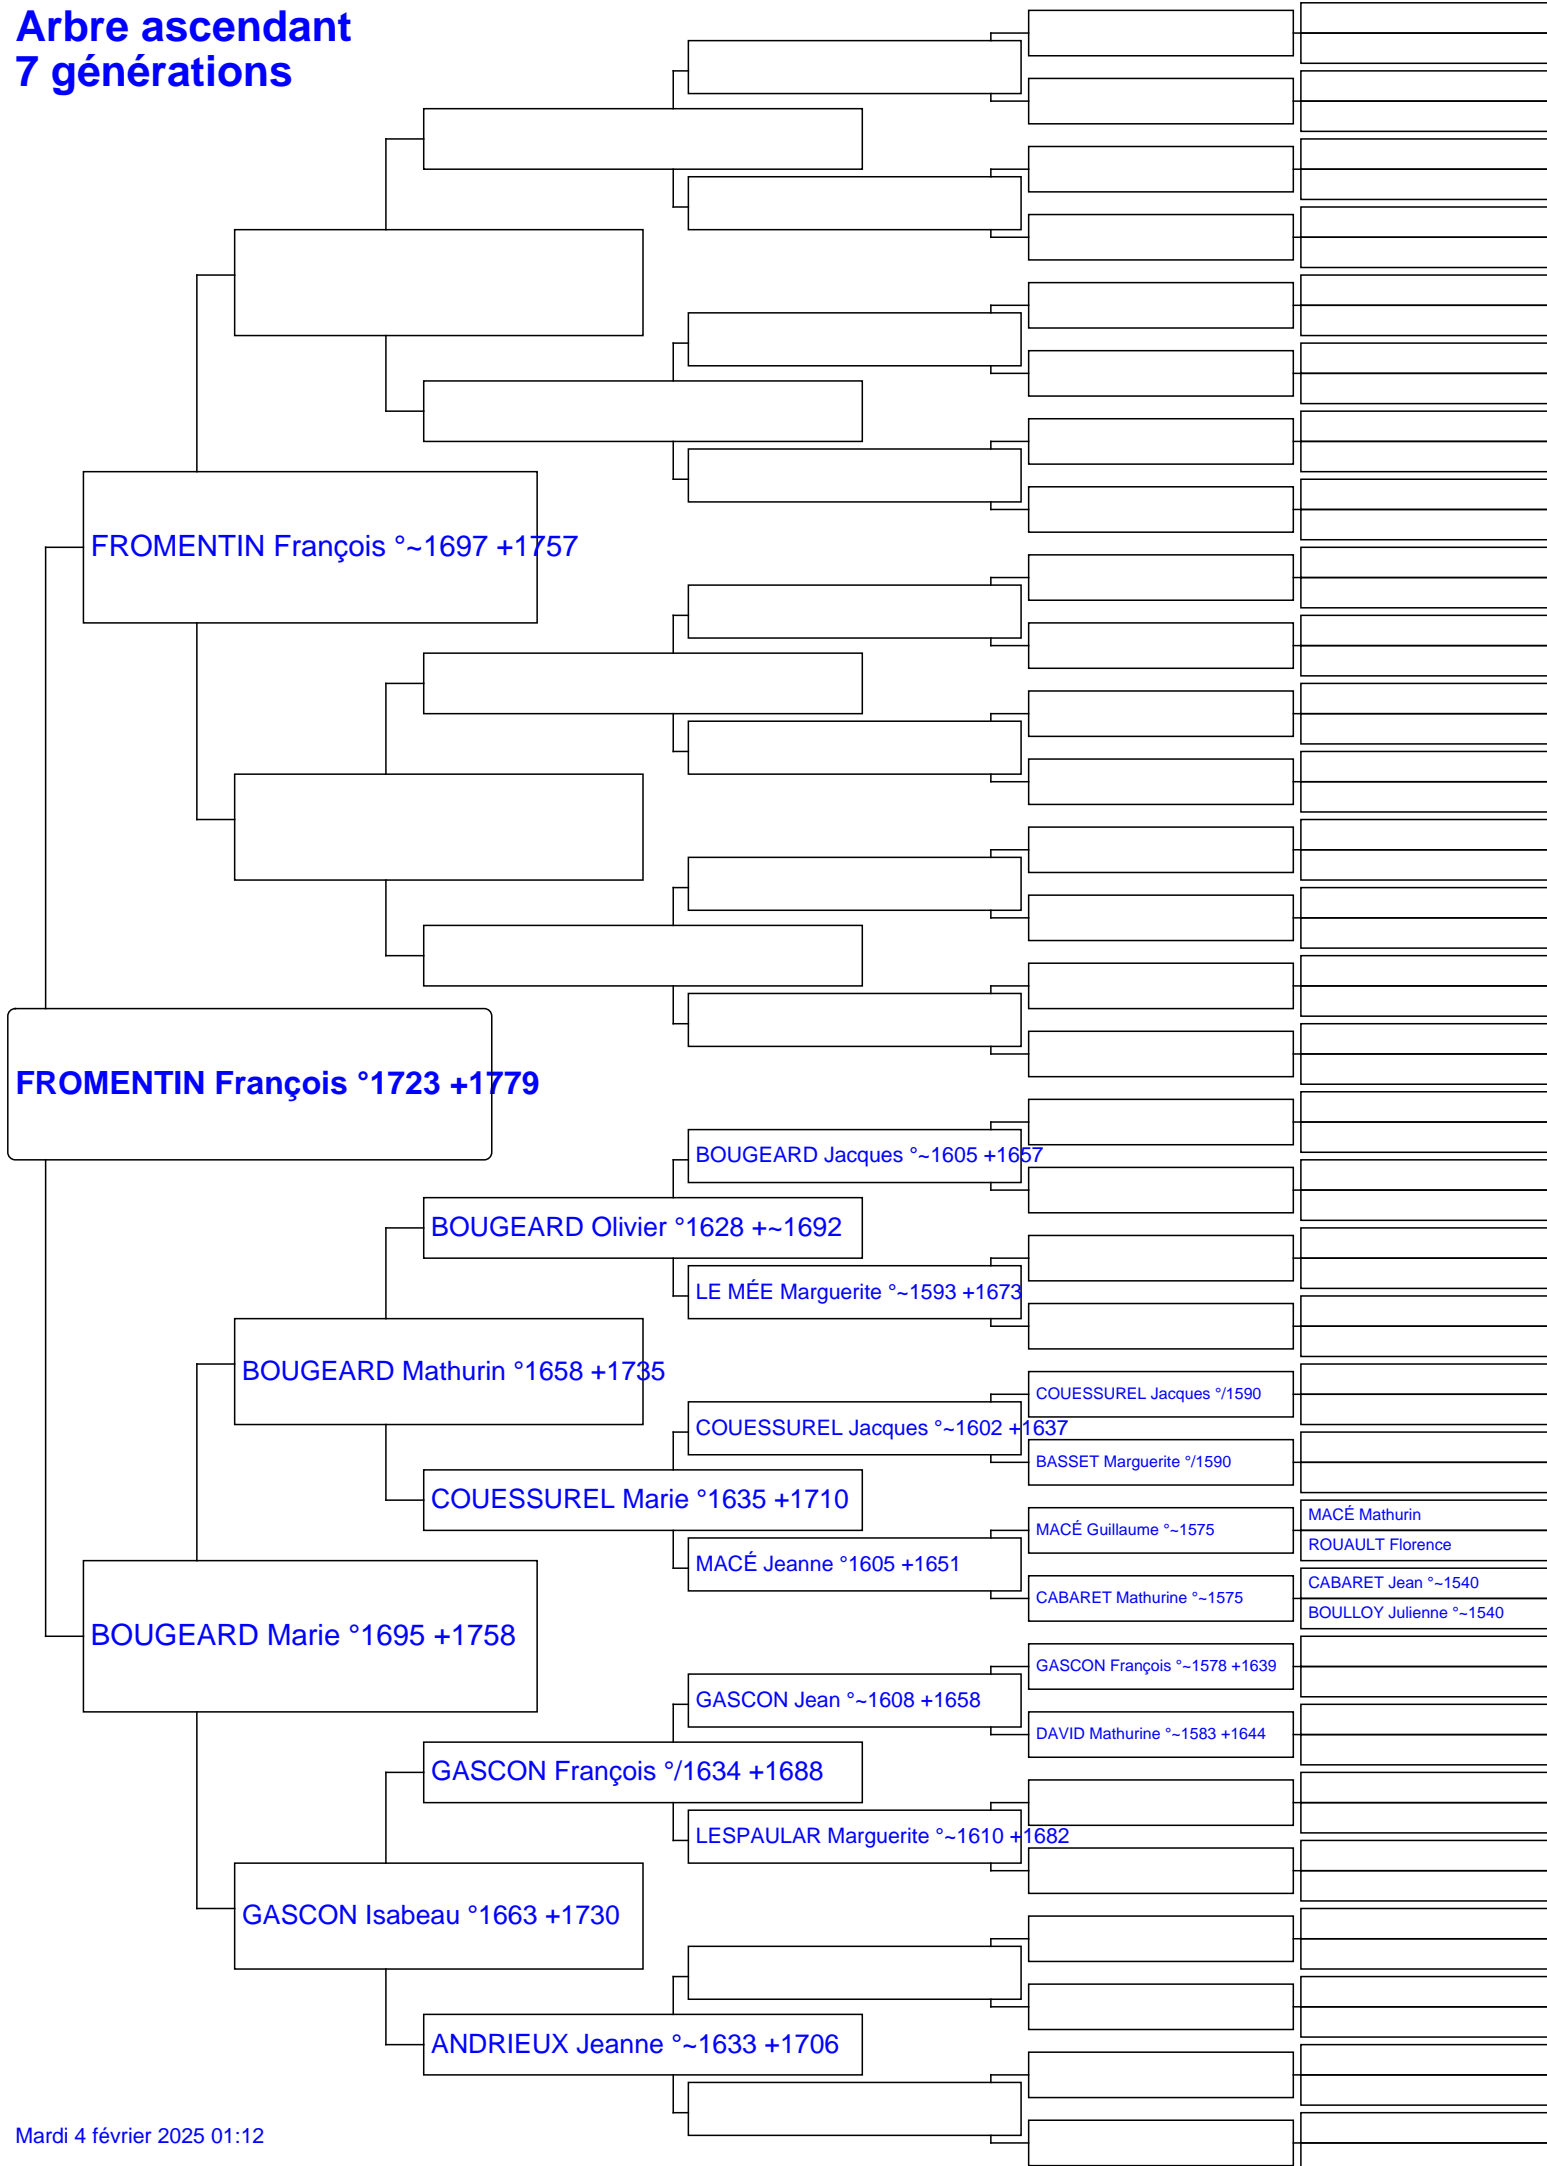 Arbre ascendant
7 générations
FROMENTIN François °~1697 +1757
FROMENTIN François °1723 +1779
BOUGEARD Jacques °~1605 +1657
BOUGEARD Olivier °1628 +~1692
LE MÉE Marguerite °~1593 +1673
BOUGEARD Mathurin °1658 +1735
COUESSUREL Jacques °/1590
COUESSUREL Jacques °~1602 +1637
BASSET Marguerite °/1590
COUESSUREL Marie °1635 +1710
MACÉ Mathurin
MACÉ Guillaume °~1575
ROUAULT Florence
MACÉ Jeanne °1605 +1651
CABARET Jean °~1540
CABARET Mathurine °~1575
BOULLOY Julienne °~1540
BOUGEARD Marie °1695 +1758
GASCON François °~1578 +1639
GASCON Jean °~1608 +1658
DAVID Mathurine °~1583 +1644
GASCON François °/1634 +1688
LESPAULAR Marguerite °~1610 +1682
GASCON Isabeau °1663 +1730
ANDRIEUX Jeanne °~1633 +1706
Mardi 4 février 2025 01:12